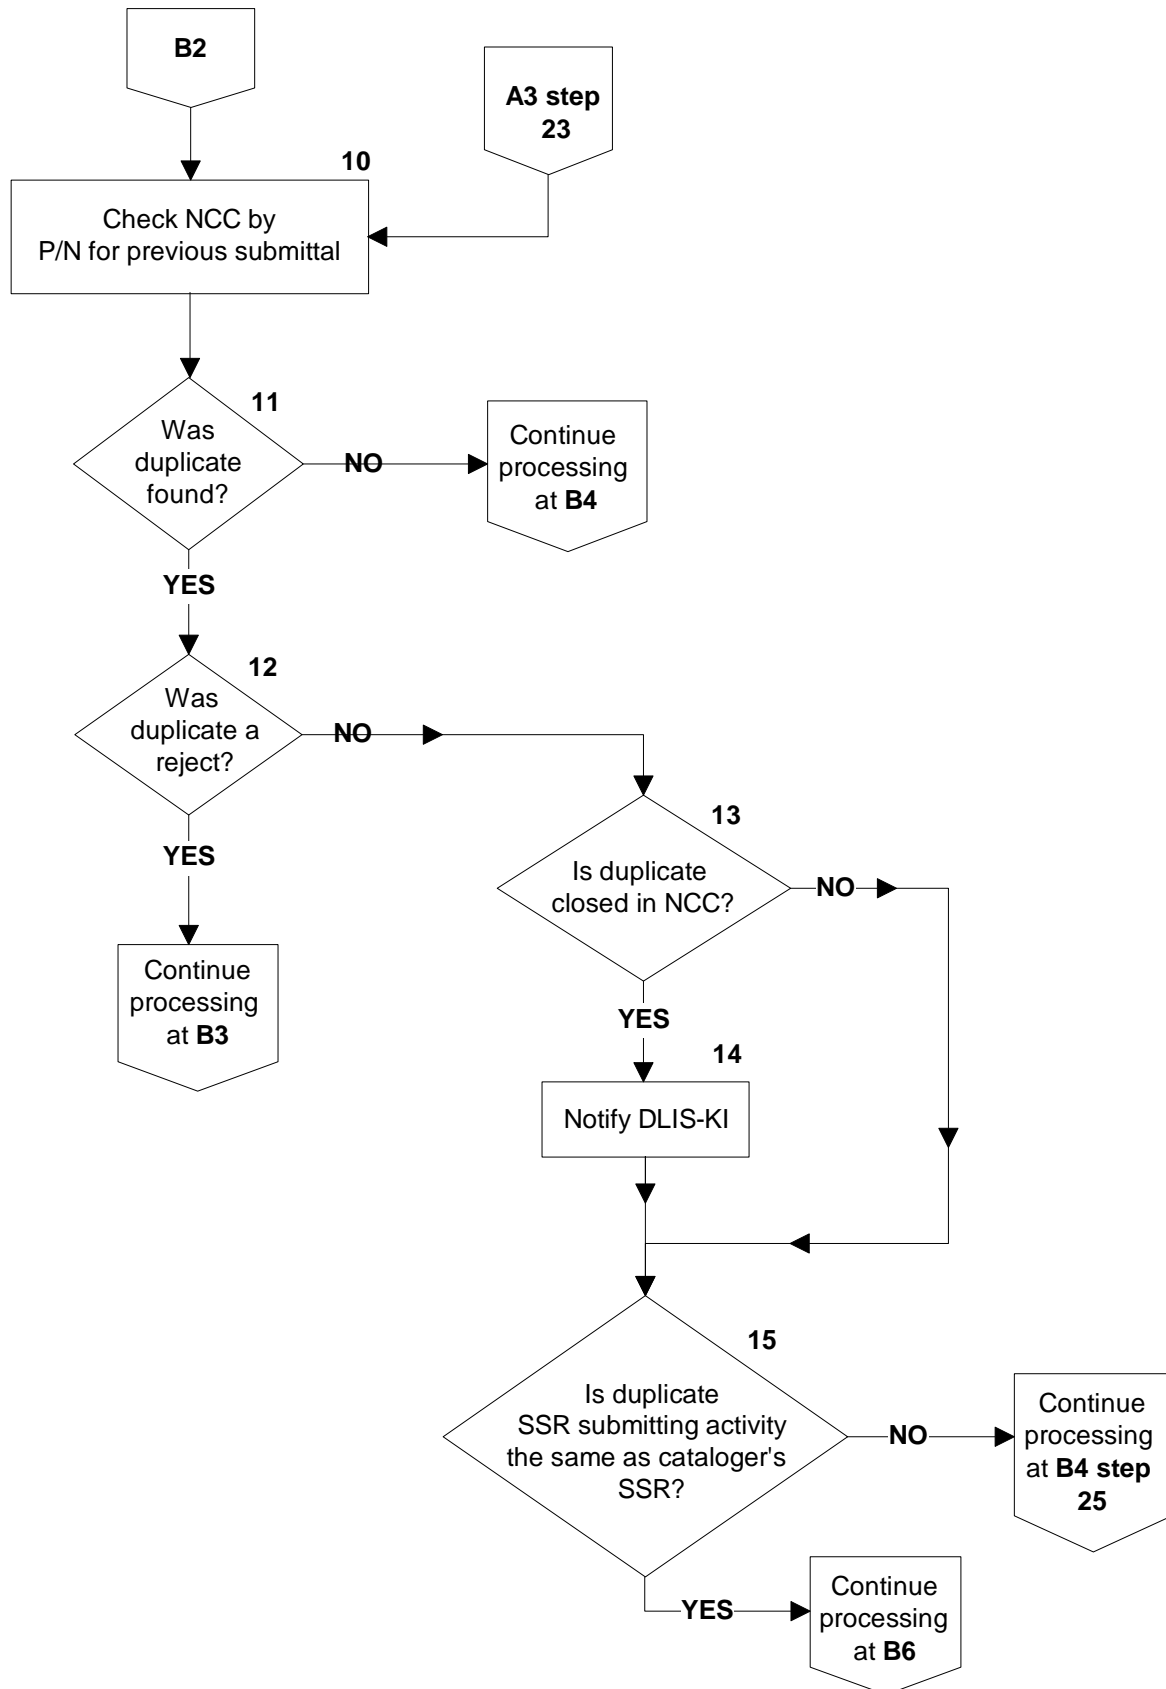 B2
A3 step
23
10
Check NCC by
P/N for previous submittal
11
Was
duplicate
found?
NO
Continue
processing
at B4
YES
12
Was
duplicate a
reject?
NO
13
Is duplicate
closed in NCC?
NO
YES
Continue
processing
at B3
YES
14
Notify DLIS-KI
15
Is duplicate
SSR submitting activity
the same as cataloger's
SSR?
NO
Continue
processing
at B4 step
25
YES
Continue
processing
at B6